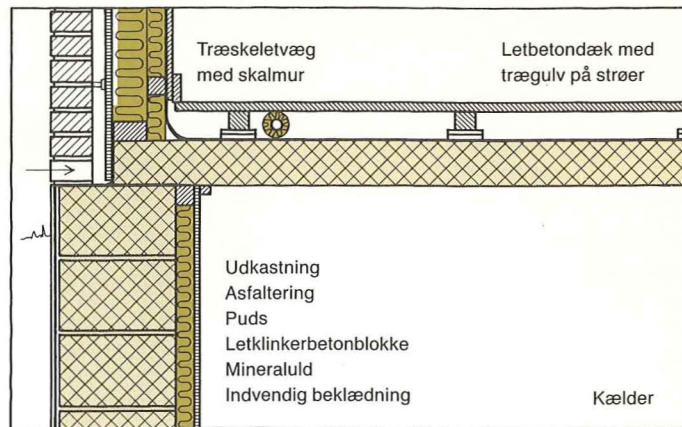 Træskeletvæg
med skalmur
Letbetondæk med
trægulv på strøer
Udkastning
Asfaltering
Puds
Letklinkerbetonblokke
Mineraluld
Indvendig beklædning
Kælder